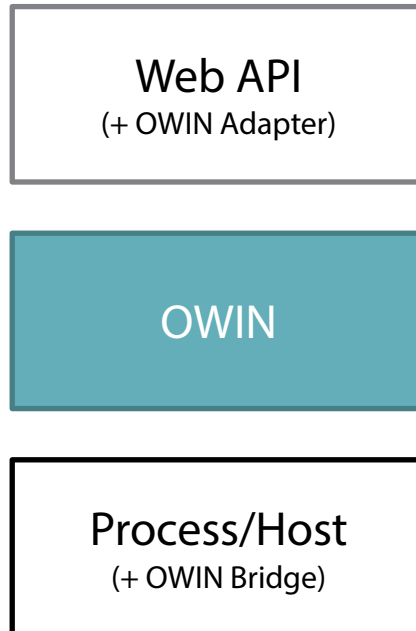 Web API
(+ OWIN Adapter)
OWIN
Process/Host
(+ OWIN Bridge)